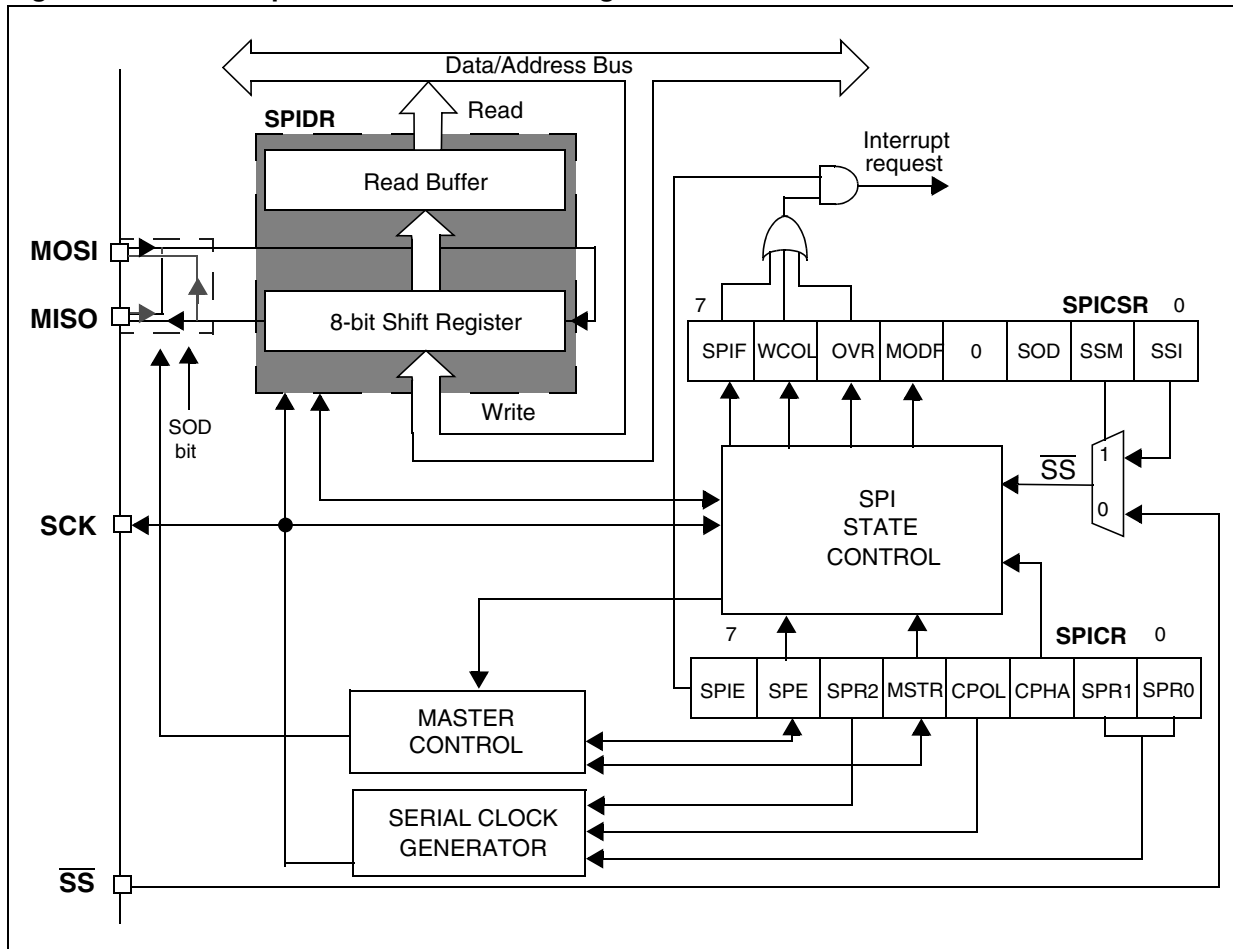 Data/Address Bus
SPIDR
Read
Read Buffer
Interrupt
request
MOSI
MISO
8-bit Shift Register
Write
SOD
bit
7
SPICSR
0
SPIF
WCOL
OVR
MODF
0
SOD
SSM
SSI
1
SS
0
SCK
SPI
STATE
CONTROL
7
SPICR
0
SPIE
SPE
SPR2
MSTR
CPOL
CPHA
SPR1
SPR0
MASTER
CONTROL
SERIAL CLOCK
GENERATOR
SS